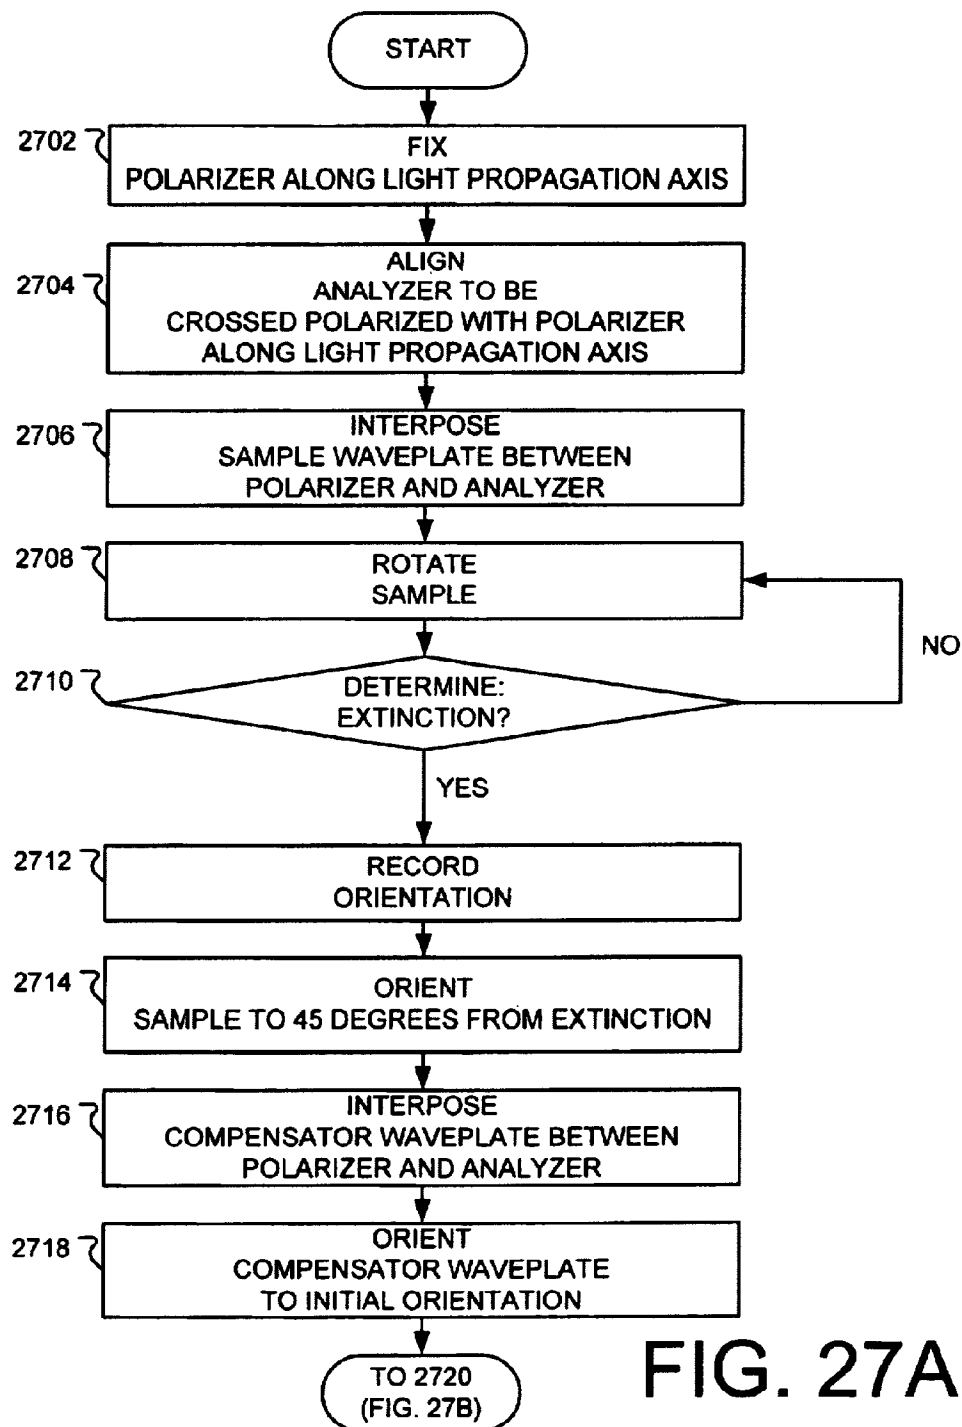 START
2702
FIX
POLARIZER ALONG LIGHT PROPAGATION AXIS
2704
ALIGN
ANALYZER TO BE
CROSSED POLARIZED WITH POLARIZER
ALONG LIGHT PROPAGATION AXIS
2706
INTERPOSE
SAMPLE WAVEPLATE BETWEEN
POLARIZER AND ANALYZER
2708
ROTATE
SAMPLE
NO
2710
DETERMINE:
EXTINCTION?
YES
2712
RECORD
ORIENTATION
2714
ORIENT
SAMPLE TO 45 DEGREES FROM EXTINCTION
2716
INTERPOSE
COMPENSATOR WAVEPLATE BETWEEN
POLARIZER AND ANALYZER
2718
ORIENT
COMPENSATOR WAVEPLATE
TO INITIAL ORIENTATION
TO 2720
(FIG. 27B)
FIG. 27A